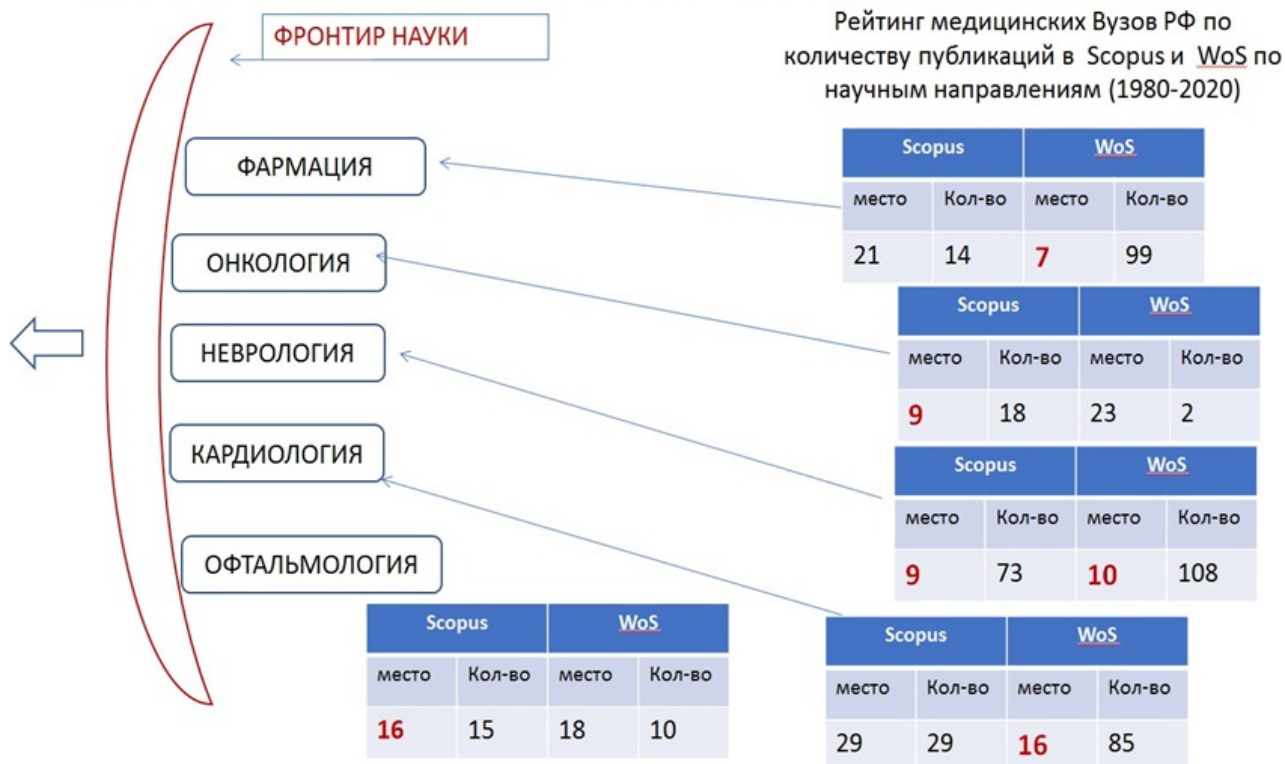 ФРОНТИР НАУКИ
Рейтинг медицинских Вузов РФ по
количеству публикаций в Scopus и WoS по
научным направлениям (1980-2020)
ФАРМАЦИЯ
Scopus WoS
место Кол-во место Кол-во
21 14 7 99
ОНКОЛОГИЯ
Scopus WoS
место Кол-во место Кол-во
9 18 23 2
НЕВРОЛОГИЯ
Scopus WoS
место Кол-во место Кол-во
9 73 10 108
КАРДИОЛОГИЯ
Scopus WoS
место Кол-во место Кол-во
29 29 16 85
ОФТАЛЬМОЛОГИЯ
Scopus WoS
место Кол-во место Кол-во
16 15 18 10